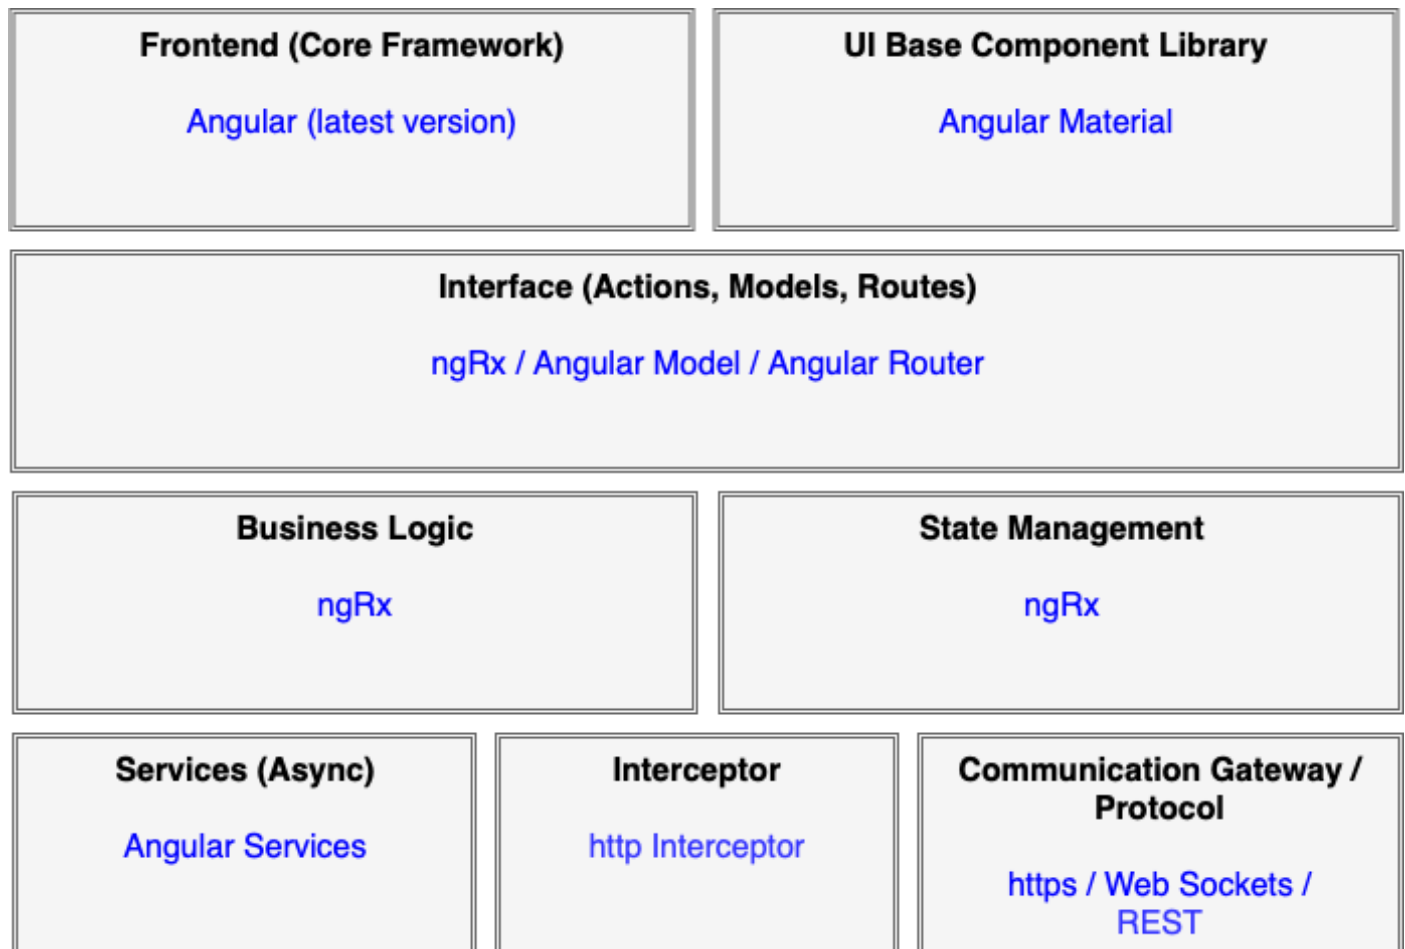 Frontend (Core Framework)
Angular (latest version)
UI Base Component Library
Angular Material
Interface (Actions, Models, Routes)
ngRx / Angular Model / Angular Router
Business Logic
ngRx
State Management
ngRx
Services (Async)
Angular Services
Interceptor
http Interceptor
Communication Gateway /
Protocol
https / Web Sockets /
REST